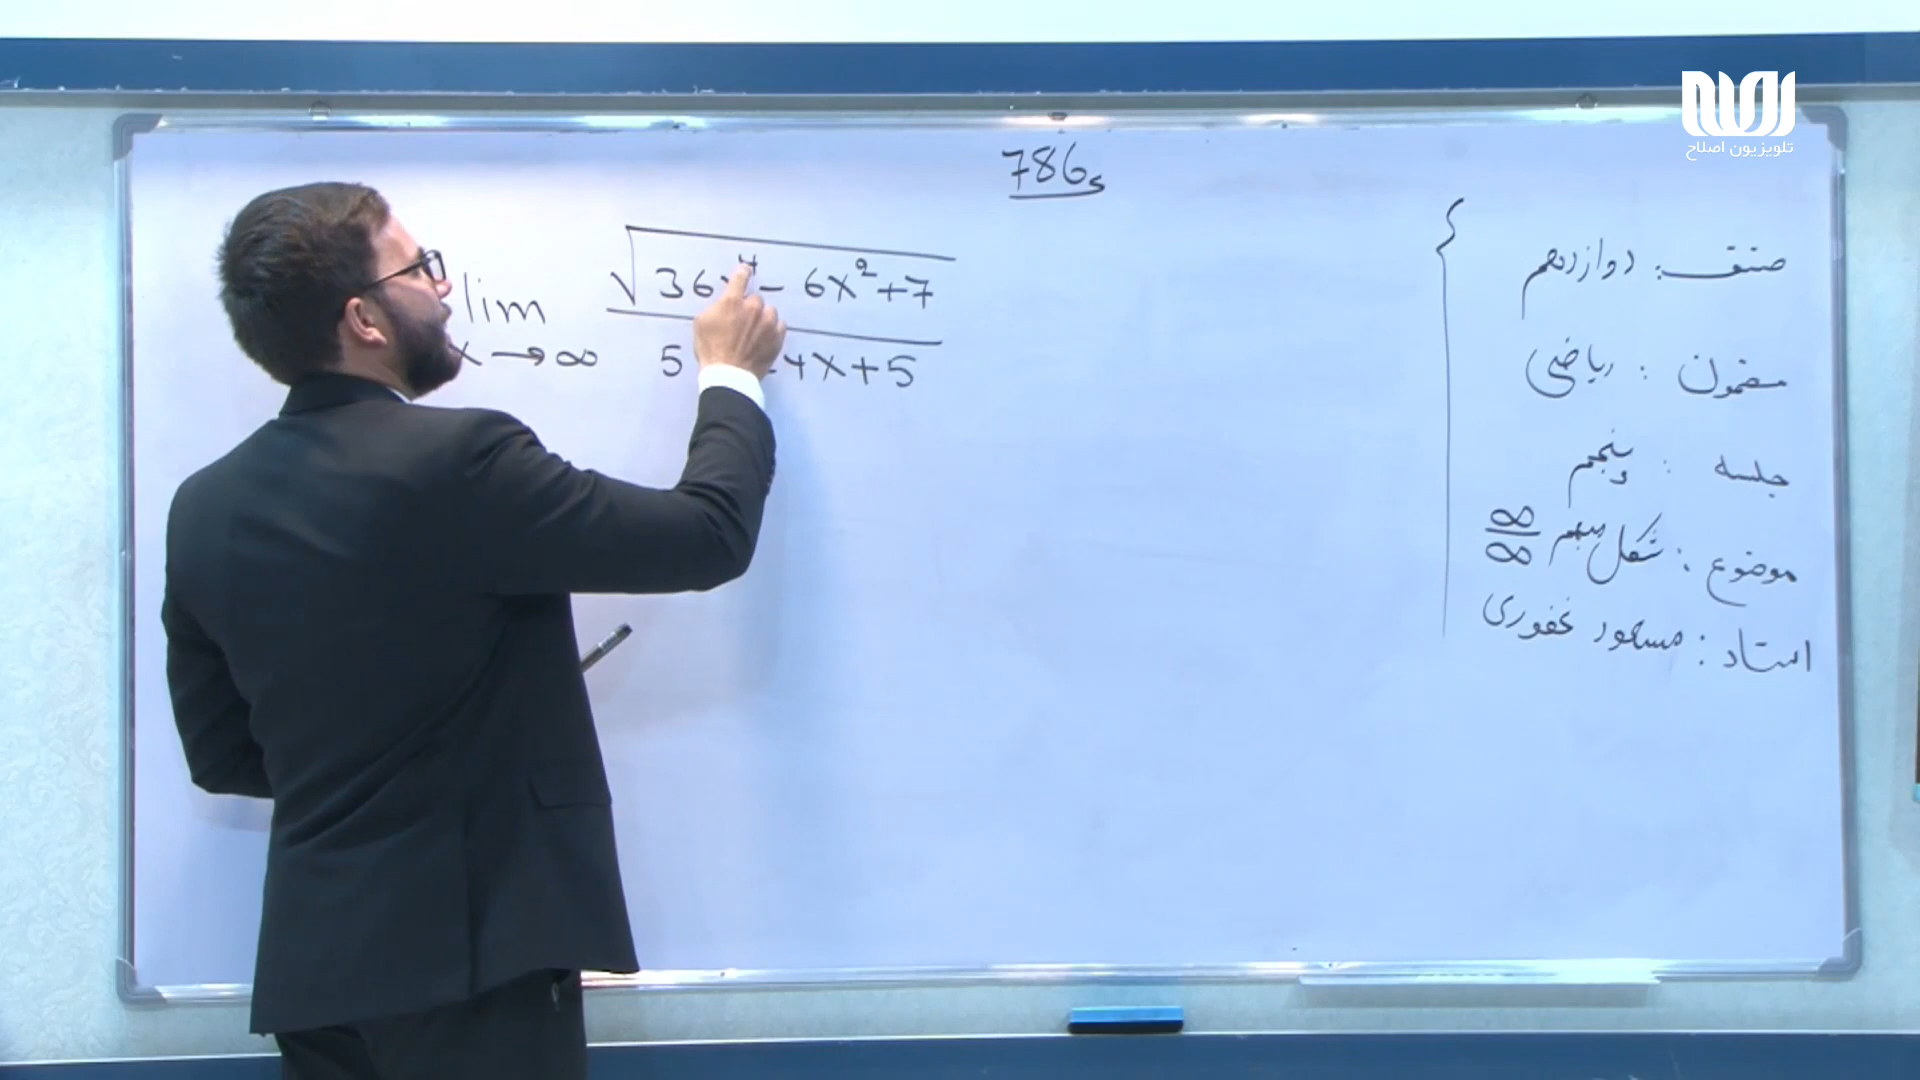 تلویزیون اصلاح
786
lim x→∞
√36x⁴ - 6x² + 7
5 - 4x + 5
صنف : دوازدهم
مضمون : ریاضی
جلسه : پنجم
موضوع : شکل مبهم ∞/∞
استاد : مسعود غفوری